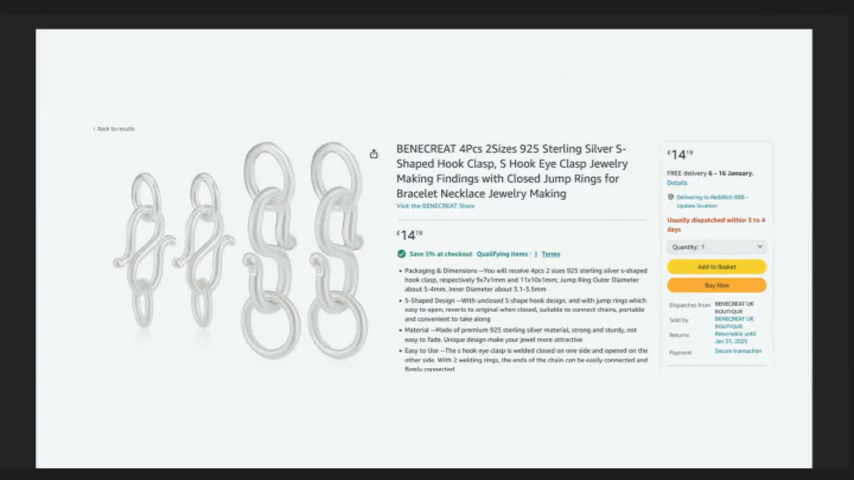 ‹ Back to results
BENECREAT 4Pcs 2Sizes 925 Sterling Silver S-
Shaped Hook Clasp, S Hook Eye Clasp Jewelry
Making Findings with Closed Jump Rings for
Bracelet Necklace Jewelry Making
Visit the BENECREAT Store
£14¹⁹
Save 5% at checkout Qualifying items | Terms
• Packaging & Dimensions --You will receive 4pcs 2 sizes 925 sterling silver s-shaped
hook clasp, respectively 9x7x1mm and 11x10x1mm; Jump Ring Outer Diameter
about 5-4mm, Inner Diameter about 3.1-3.5mm
• S-Shaped Design --With unclosed S shape hook design, and with jump rings which
easy to open, reverts to original when closed, suitable to connect chains, portable
and convenient to take along
• Material --Made of premium 925 sterling silver material, strong and sturdy, not
easy to fade. Unique design make your jewel more attractive
• Easy to Use --The s hook eye clasp is welded closed on one side and opened on the
other side. With 2 welding rings, the ends of the chain can be easily connected and
firmly connected
£14¹⁹
FREE delivery 6 – 16 January.
Details
Delivering to Redditch B98 –
Update location
Usually dispatched within 3 to 4
days
Quantity: 1
Add to Basket
Buy Now
Dispatches from BENECREAT UK
BOUTIQUE
Sold by BENECREAT UK
BOUTIQUE
Returns Returnable until
Jan 31, 2025
Payment Secure transaction